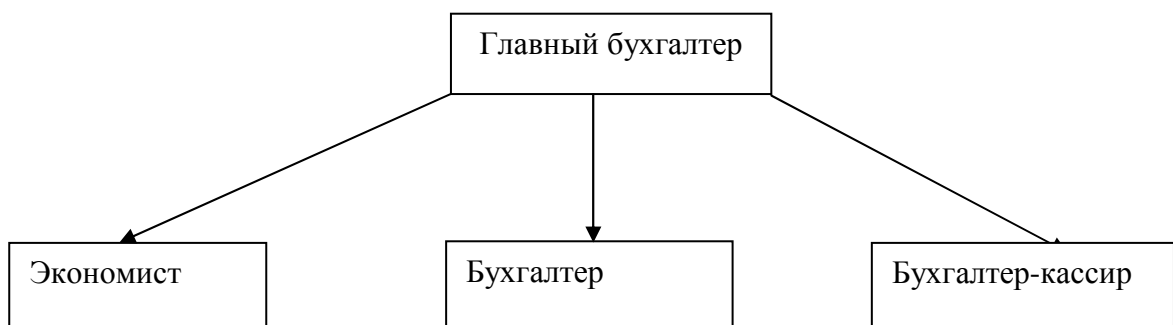 Главный бухгалтер
Экономист
Бухгалтер
Бухгалтер-кассир